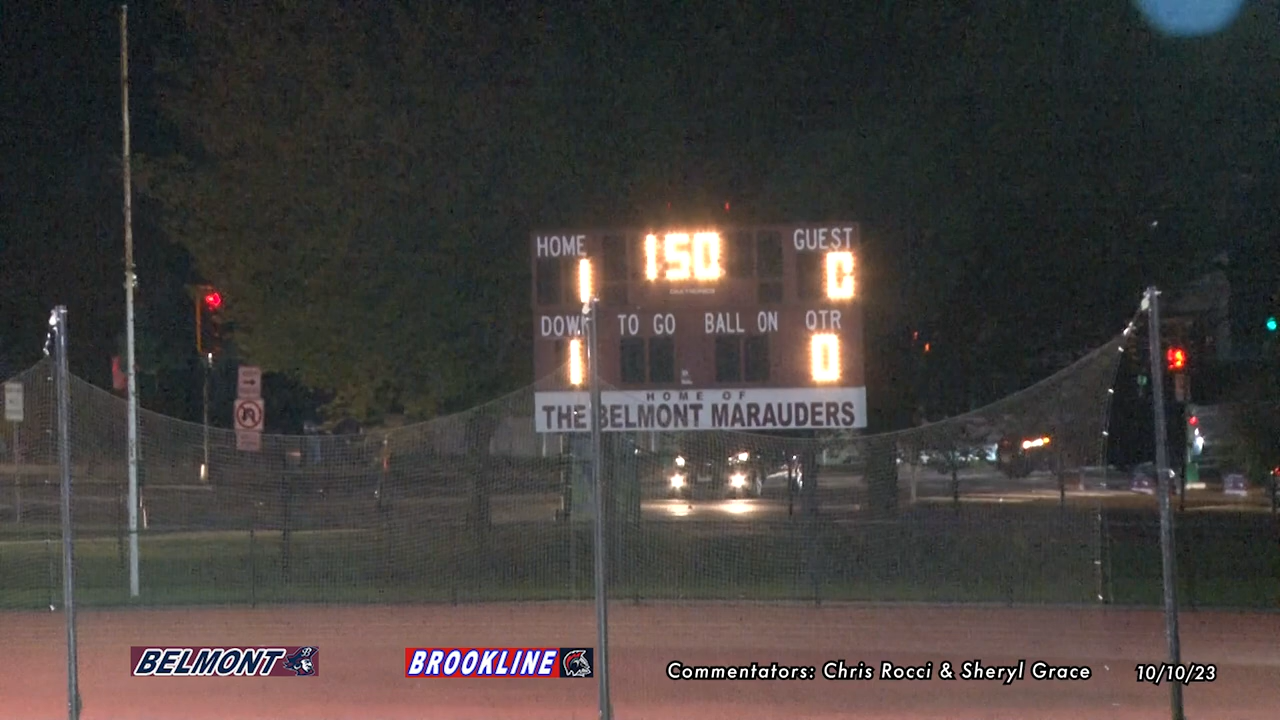 HOME 150 GUEST
1 0
DOWN TO GO BALL ON QTR
1 0
HOME OF
THE BELMONT MARAUDERS
BELMONT BROOKLINE Commentators: Chris Rocci & Sheryl Grace 10/10/23